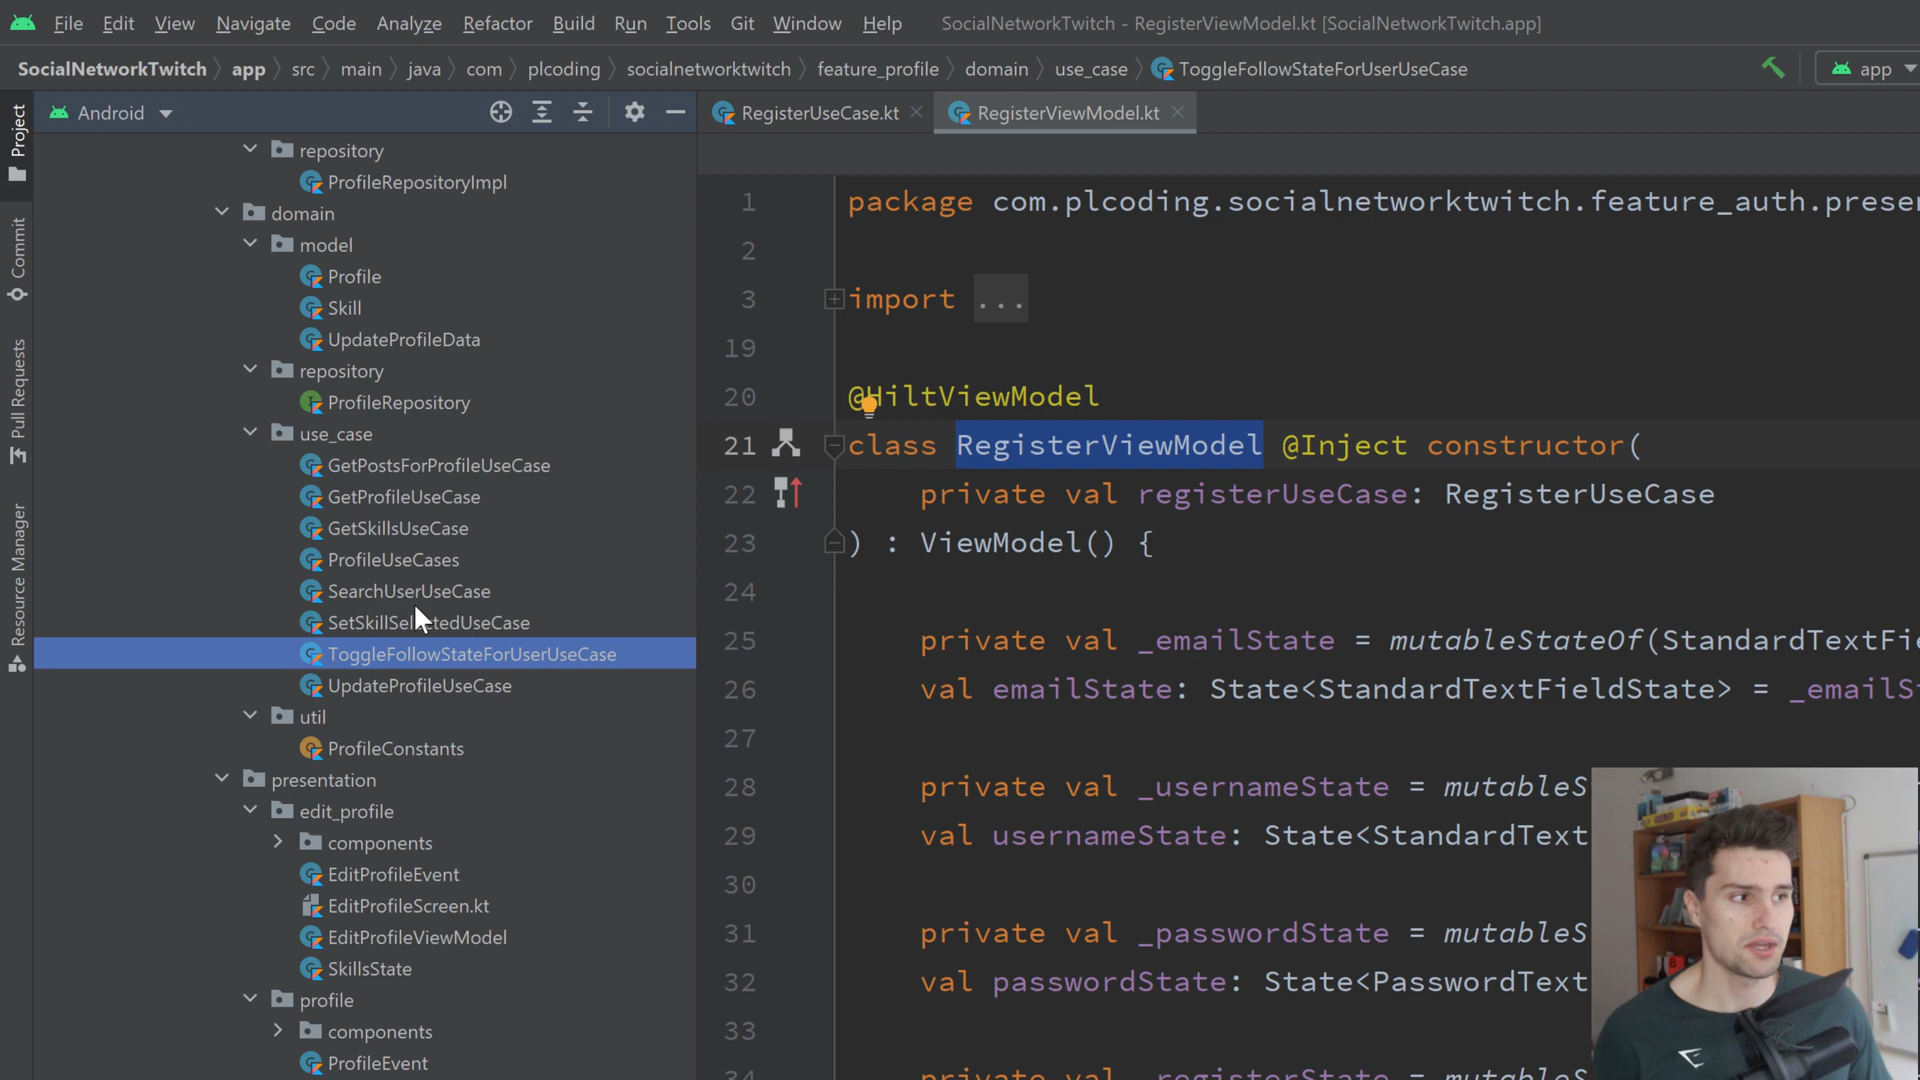 File Edit View Navigate Code Analyze Refactor Build Run Tools Git Window Help SocialNetworkTwitch - RegisterViewModel.kt [SocialNetworkTwitch.app]
SocialNetworkTwitch app src main java com plcoding socialnetworktwitch feature_profile domain use_case ToggleFollowStateForUserUseCase app
Project
Commit
Pull Requests
Resource Manager
Android
repository
ProfileRepositoryImpl
domain
model
Profile
Skill
UpdateProfileData
repository
ProfileRepository
use_case
GetPostsForProfileUseCase
GetProfileUseCase
GetSkillsUseCase
ProfileUseCases
SearchUserUseCase
SetSkillSelectedUseCase
ToggleFollowStateForUserUseCase
UpdateProfileUseCase
util
ProfileConstants
presentation
edit_profile
components
EditProfileEvent
EditProfileScreen.kt
EditProfileViewModel
SkillsState
profile
components
ProfileEvent
RegisterUseCase.kt RegisterViewModel.kt
1 package com.plcoding.socialnetworktwitch.feature_auth.presen
2
3 import ...
19
20 @HiltViewModel
21 class RegisterViewModel @Inject constructor(
22 private val registerUseCase: RegisterUseCase
23 ) : ViewModel() {
24
25 private val _emailState = mutableStateOf(StandardTextFie
26 val emailState: State<StandardTextFieldState> = _emailS
27
28 private val _usernameState = mutableS
29 val usernameState: State<StandardText
30
31 private val _passwordState = mutableS
32 val passwordState: State<PasswordText
33
34 private val _registerState = mutableS